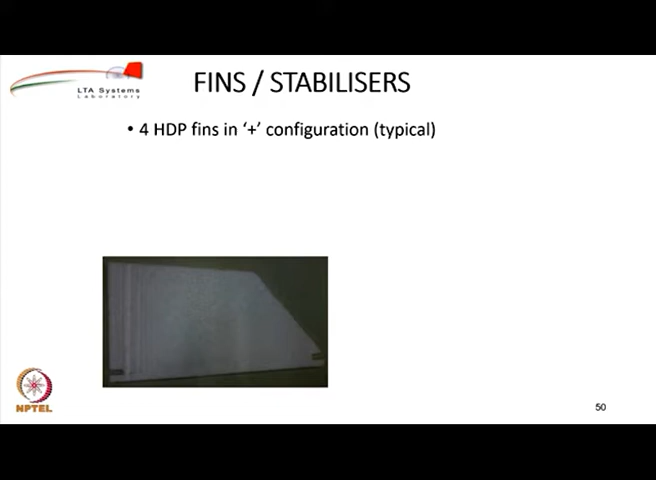 LTA Systems
Laboratory
FINS / STABILISERS
• 4 HDP fins in ‘+’ configuration (typical)
NPTEL
50